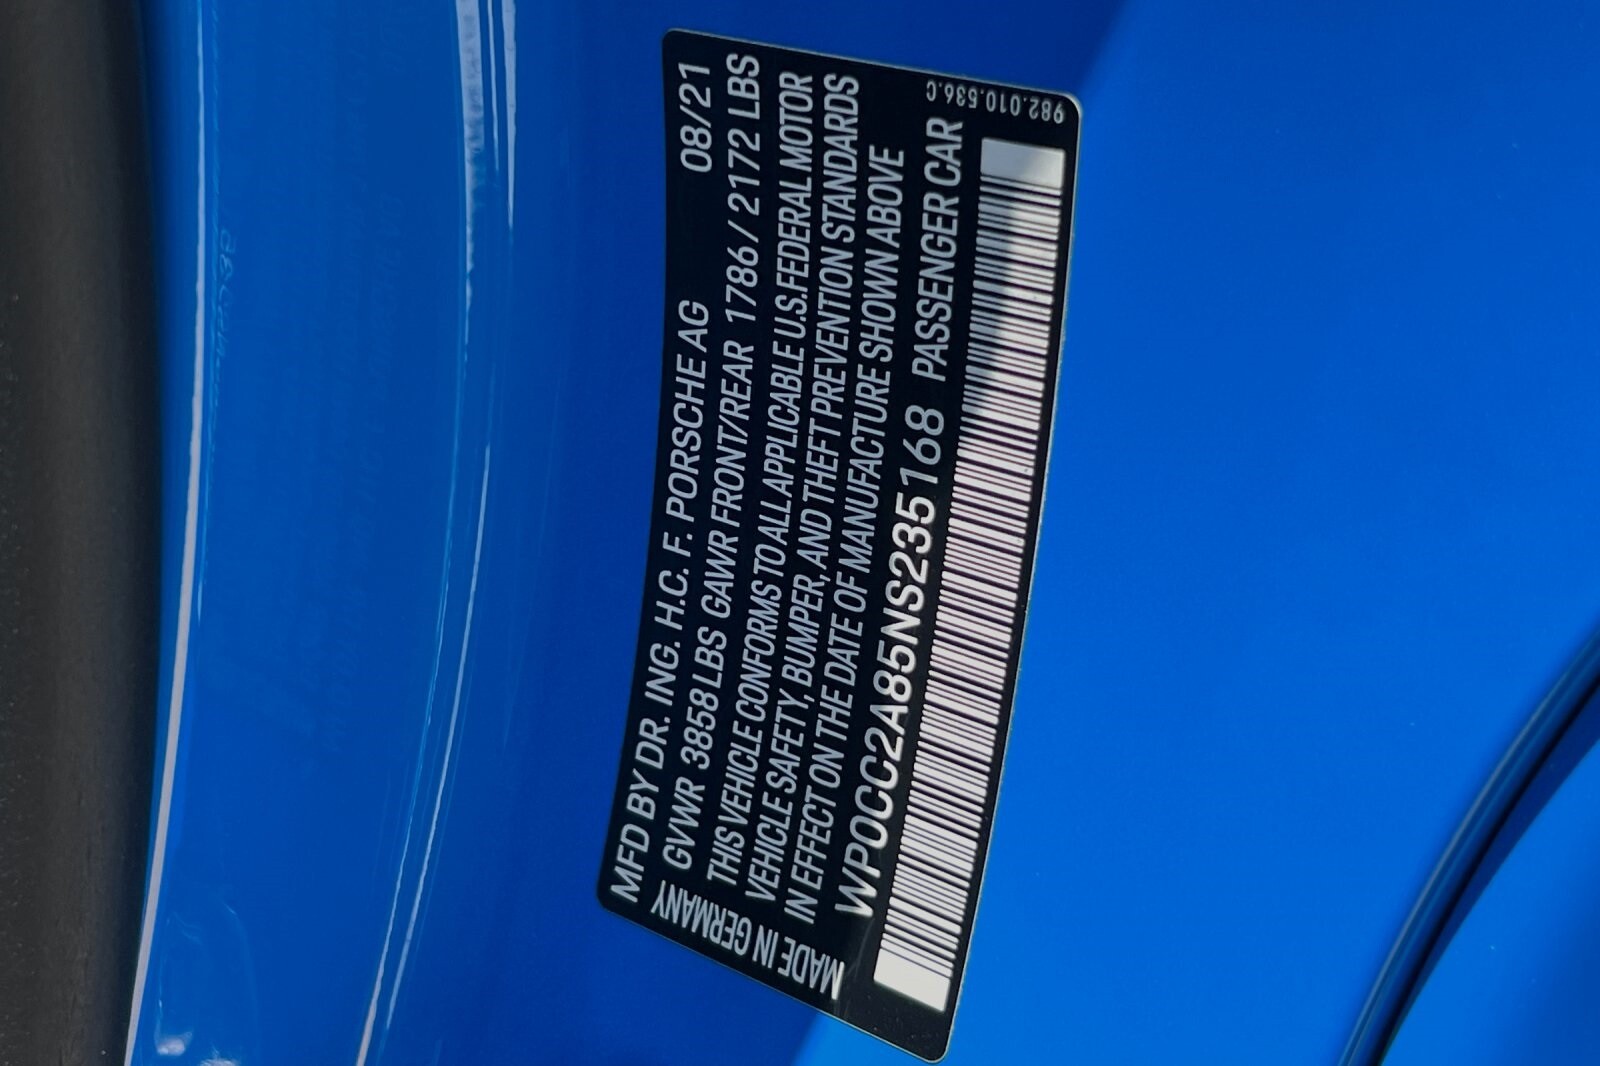 MFD BY DR. ING. H.C. F. PORSCHE AG 08/21
GVWR 3858 LBS GAWR FRONT/REAR 1786 / 2172 LBS
THIS VEHICLE CONFORMS TO ALL APPLICABLE U.S.FEDERAL MOTOR
VEHICLE SAFETY, BUMPER, AND THEFT PREVENTION STANDARDS
IN EFFECT ON THE DATE OF MANUFACTURE SHOWN ABOVE
WP0CC2A85NS235168 PASSENGER CAR
MADE IN GERMANY
982.010.536.C